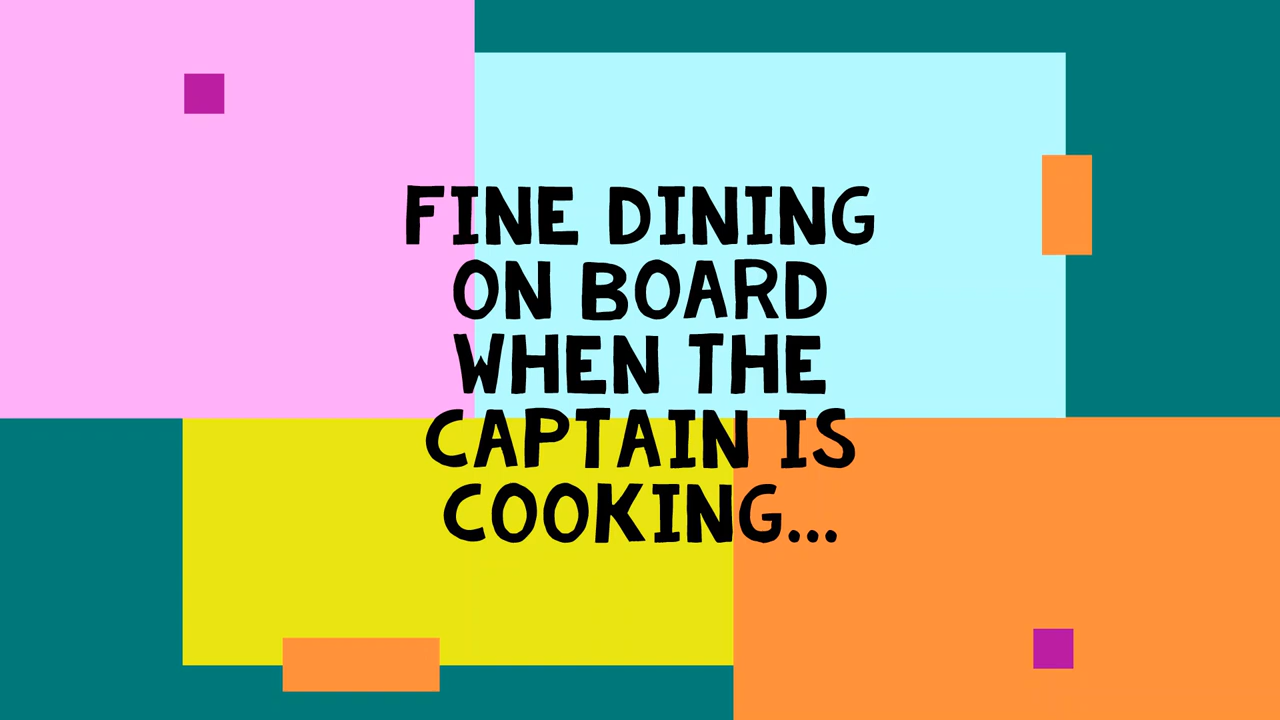 FINE DINING
ON BOARD
WHEN THE
CAPTAIN IS
COOKING...